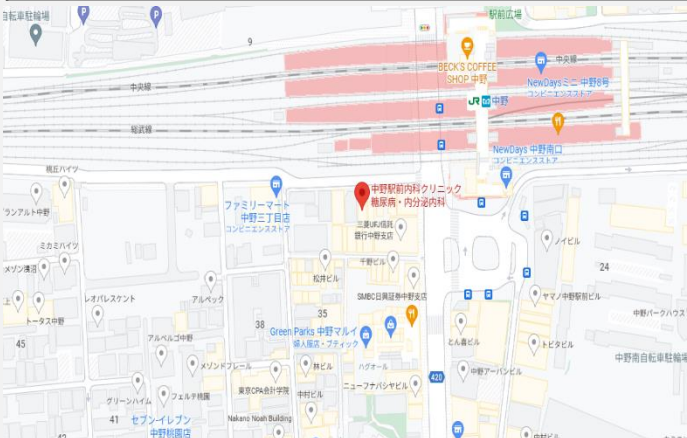 自転車駐輪場
駅前広場
9
BECK'S COFFEE
SHOP 中野
中央線
NewDaysミニ 中野8号
コンビニエンスストア
中央線
JR 中野
総武線
NewDays 中野南口
コンビニエンスストア
桃丘ハイツ
中野駅前内科クリニック
糖尿病・内分泌内科
ファミリーマート
中野三丁目店
コンビニエンスストア
ランアルト中野
三菱UFJ信託
銀行中野支店
ノイビル
ミカミハイツ
千野ビル
24
松井ビル
レオパレスケント
アルベック
SMBC日興証券中野支店
ヤマノ中野駅前ビル
35
中野パークハウス
トータス中野
38
Green Parks 中野マルイ
婦人服店・ブティック
とん喜ビル
トビタビル
45
アルベルゴ中野
メゾンドフレール
林ビル
ハグオール
420
中野アーバンビル
中野南自転車駐輪場
グリーンハイム
フェルテ桃園
東京CPA会計学院
ニューフナバシヤビル
中村ビル
41
セブン-イレブン
中野桃園店
Nakano Noah Building